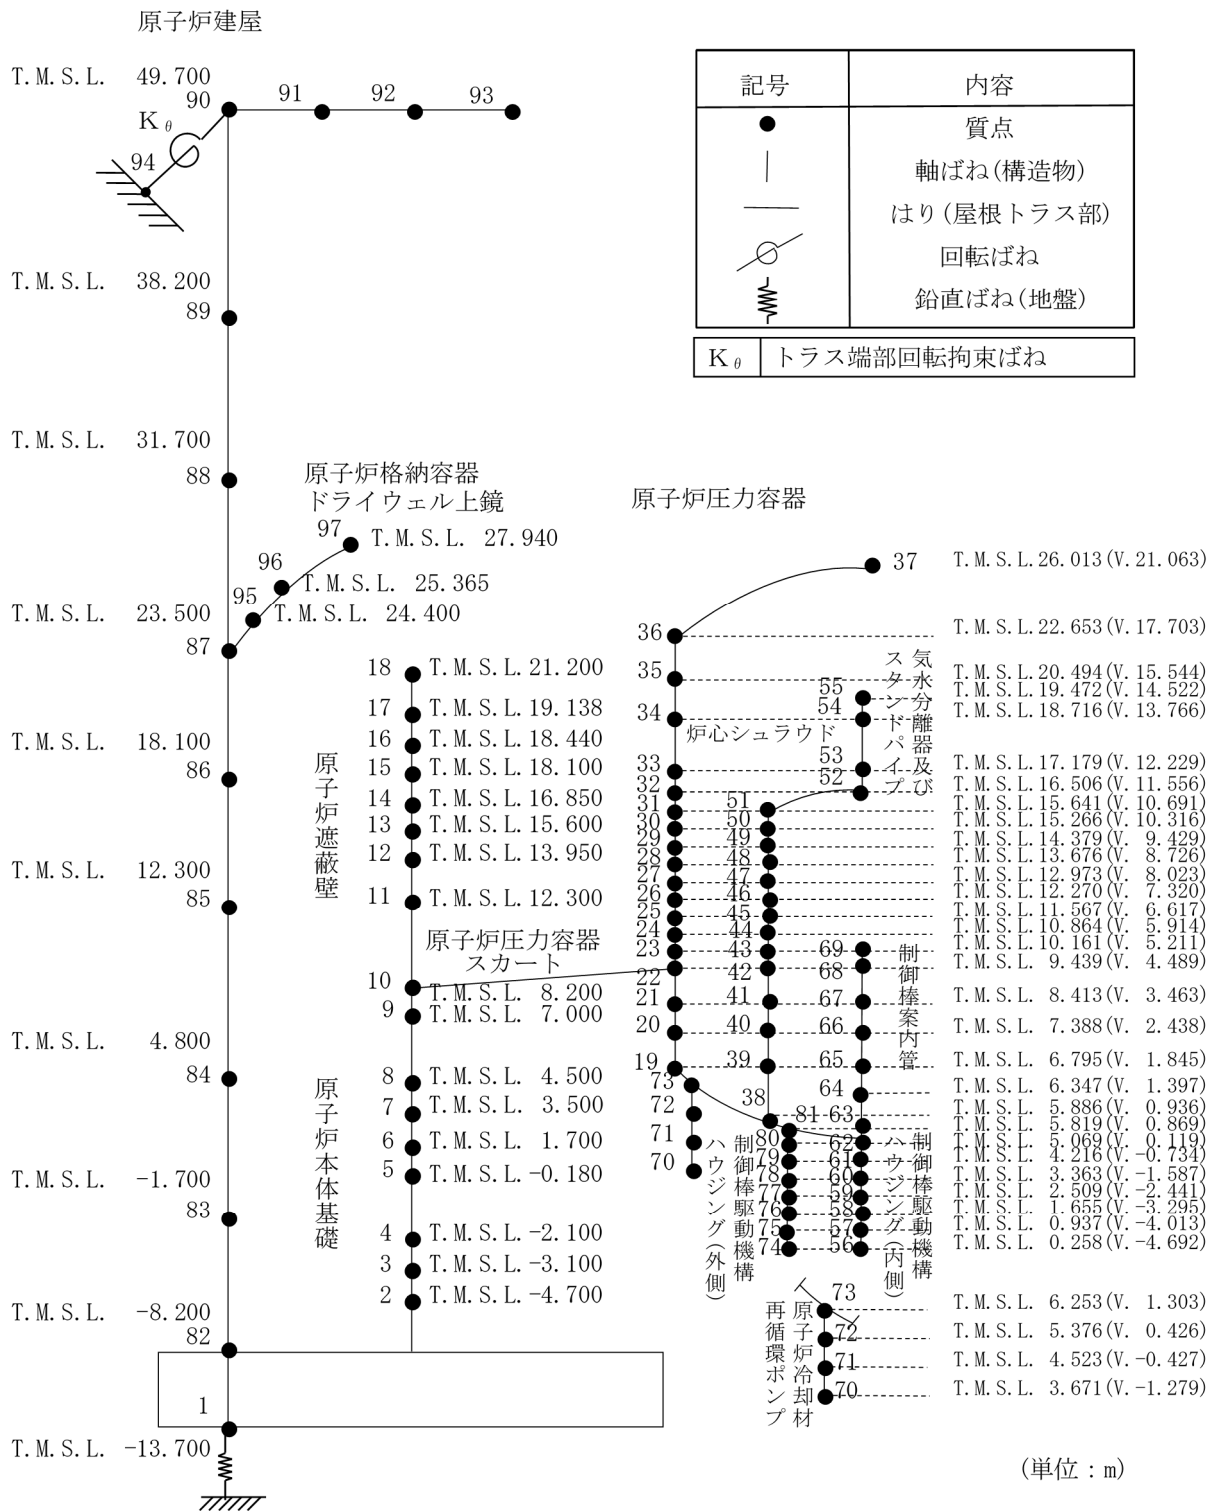 原子炉建屋
T.M.S.L. 49.700
90
91
92
93
Kθ
94
T.M.S.L. 38.200
89
T.M.S.L. 31.700
88
T.M.S.L. 23.500
87
T.M.S.L. 18.100
86
T.M.S.L. 12.300
85
T.M.S.L. 4.800
84
T.M.S.L. -1.700
83
T.M.S.L. -8.200
82
1
T.M.S.L. -13.700
記号 内容
質点
軸ばね(構造物)
はり(屋根トラス部)
回転ばね
鉛直ばね(地盤)
Kθ トラス端部回転拘束ばね
原子炉格納容器
ドライウェル上鏡
97 T.M.S.L. 27.940
96 T.M.S.L. 25.365
95 T.M.S.L. 24.400
18 T.M.S.L.21.200
17 T.M.S.L.19.138
16 T.M.S.L.18.440
15 T.M.S.L.18.100
14 T.M.S.L.16.850
13 T.M.S.L.15.600
12 T.M.S.L.13.950
11 T.M.S.L.12.300
原子炉遮蔽壁
原子炉圧力容器
スカート
10 T.M.S.L. 8.200
9 T.M.S.L. 7.000
8 T.M.S.L. 4.500
7 T.M.S.L. 3.500
6 T.M.S.L. 1.700
5 T.M.S.L.-0.180
4 T.M.S.L.-2.100
3 T.M.S.L.-3.100
2 T.M.S.L.-4.700
原子炉本体基礎
原子炉圧力容器
37
36
35
34
33
32
31
30
29
28
27
26
25
24
23
22
21
20
19
炉心シュラウド
51
50
49
48
47
46
45
44
43
42
41
40
39
38
気水分離器及び
スタンドパイプ
55
54
53
52
制御棒案内管
69
68
67
66
65
64
63
73
72
71
70
制御棒駆動機構
ハウジング(外側)
81
80
79
78
77
76
75
74
制御棒駆動機構
ハウジング(内側)
62
61
60
59
58
57
56
原子炉冷却材
再循環ポンプ
73
72
71
70
T.M.S.L.26.013(V.21.063)
T.M.S.L.22.653(V.17.703)
T.M.S.L.20.494(V.15.544)
T.M.S.L.19.472(V.14.522)
T.M.S.L.18.716(V.13.766)
T.M.S.L.17.179(V.12.229)
T.M.S.L.16.506(V.11.556)
T.M.S.L.15.641(V.10.691)
T.M.S.L.15.266(V.10.316)
T.M.S.L.14.379(V. 9.429)
T.M.S.L.13.676(V. 8.726)
T.M.S.L.12.973(V. 8.023)
T.M.S.L.12.270(V. 7.320)
T.M.S.L.11.567(V. 6.617)
T.M.S.L.10.864(V. 5.914)
T.M.S.L.10.161(V. 5.211)
T.M.S.L. 9.439(V. 4.489)
T.M.S.L. 8.413(V. 3.463)
T.M.S.L. 7.388(V. 2.438)
T.M.S.L. 6.795(V. 1.845)
T.M.S.L. 6.347(V. 1.397)
T.M.S.L. 5.886(V. 0.936)
T.M.S.L. 5.819(V. 0.869)
T.M.S.L. 5.069(V. 0.119)
T.M.S.L. 4.216(V.-0.734)
T.M.S.L. 3.363(V.-1.587)
T.M.S.L. 2.509(V.-2.441)
T.M.S.L. 1.655(V.-3.295)
T.M.S.L. 0.937(V.-4.013)
T.M.S.L. 0.258(V.-4.692)
T.M.S.L. 6.253(V. 1.303)
T.M.S.L. 5.376(V. 0.426)
T.M.S.L. 4.523(V.-0.427)
T.M.S.L. 3.671(V.-1.279)
(単位：m)